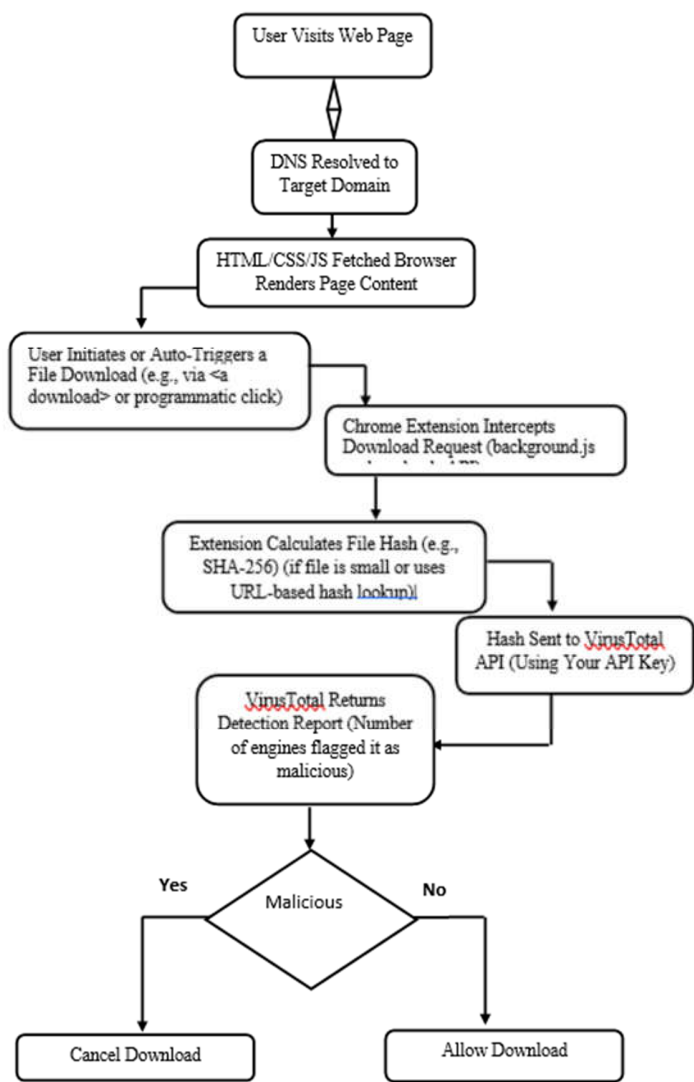 User Visits Web Page
DNS Resolved to
Target Domain
HTML/CSS/JS Fetched Browser
Renders Page Content
User Initiates or Auto-Triggers a
File Download (e.g., via <a
download> or programmatic click)
Chrome Extension Intercepts
Download Request (background.js
Extension Calculates File Hash (e.g.,
SHA-256) (if file is small or uses
URL-based hash lookup)
Hash Sent to VirusTotal
API (Using Your API Key)
VirusTotal Returns
Detection Report (Number
of engines flagged it as
malicious)
Yes
Malicious
No
Cancel Download
Allow Download